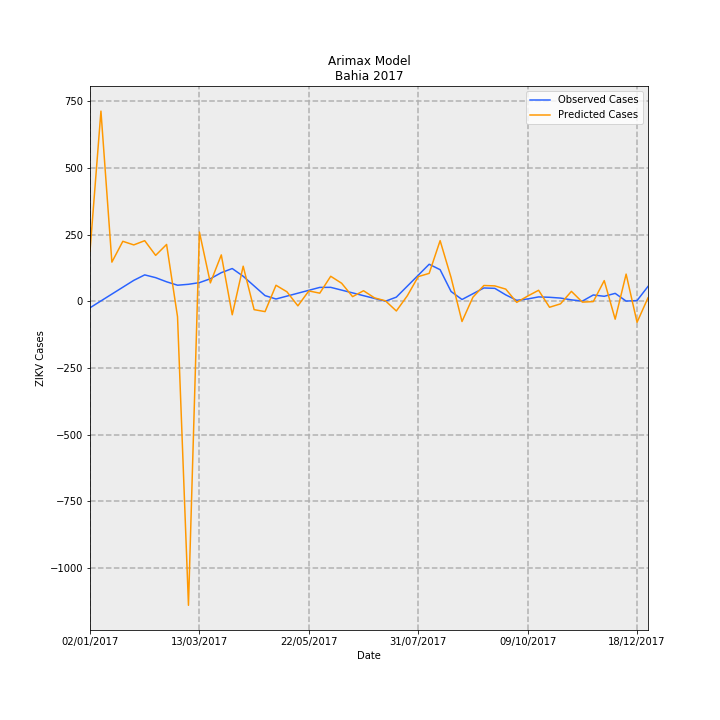 Arimax Model
Bahia 2017
Observed Cases
Predicted Cases
750
500
250
0
−250
−500
−750
−1000
ZIKV Cases
02/01/2017 13/03/2017 22/05/2017 31/07/2017 09/10/2017 18/12/2017
Date